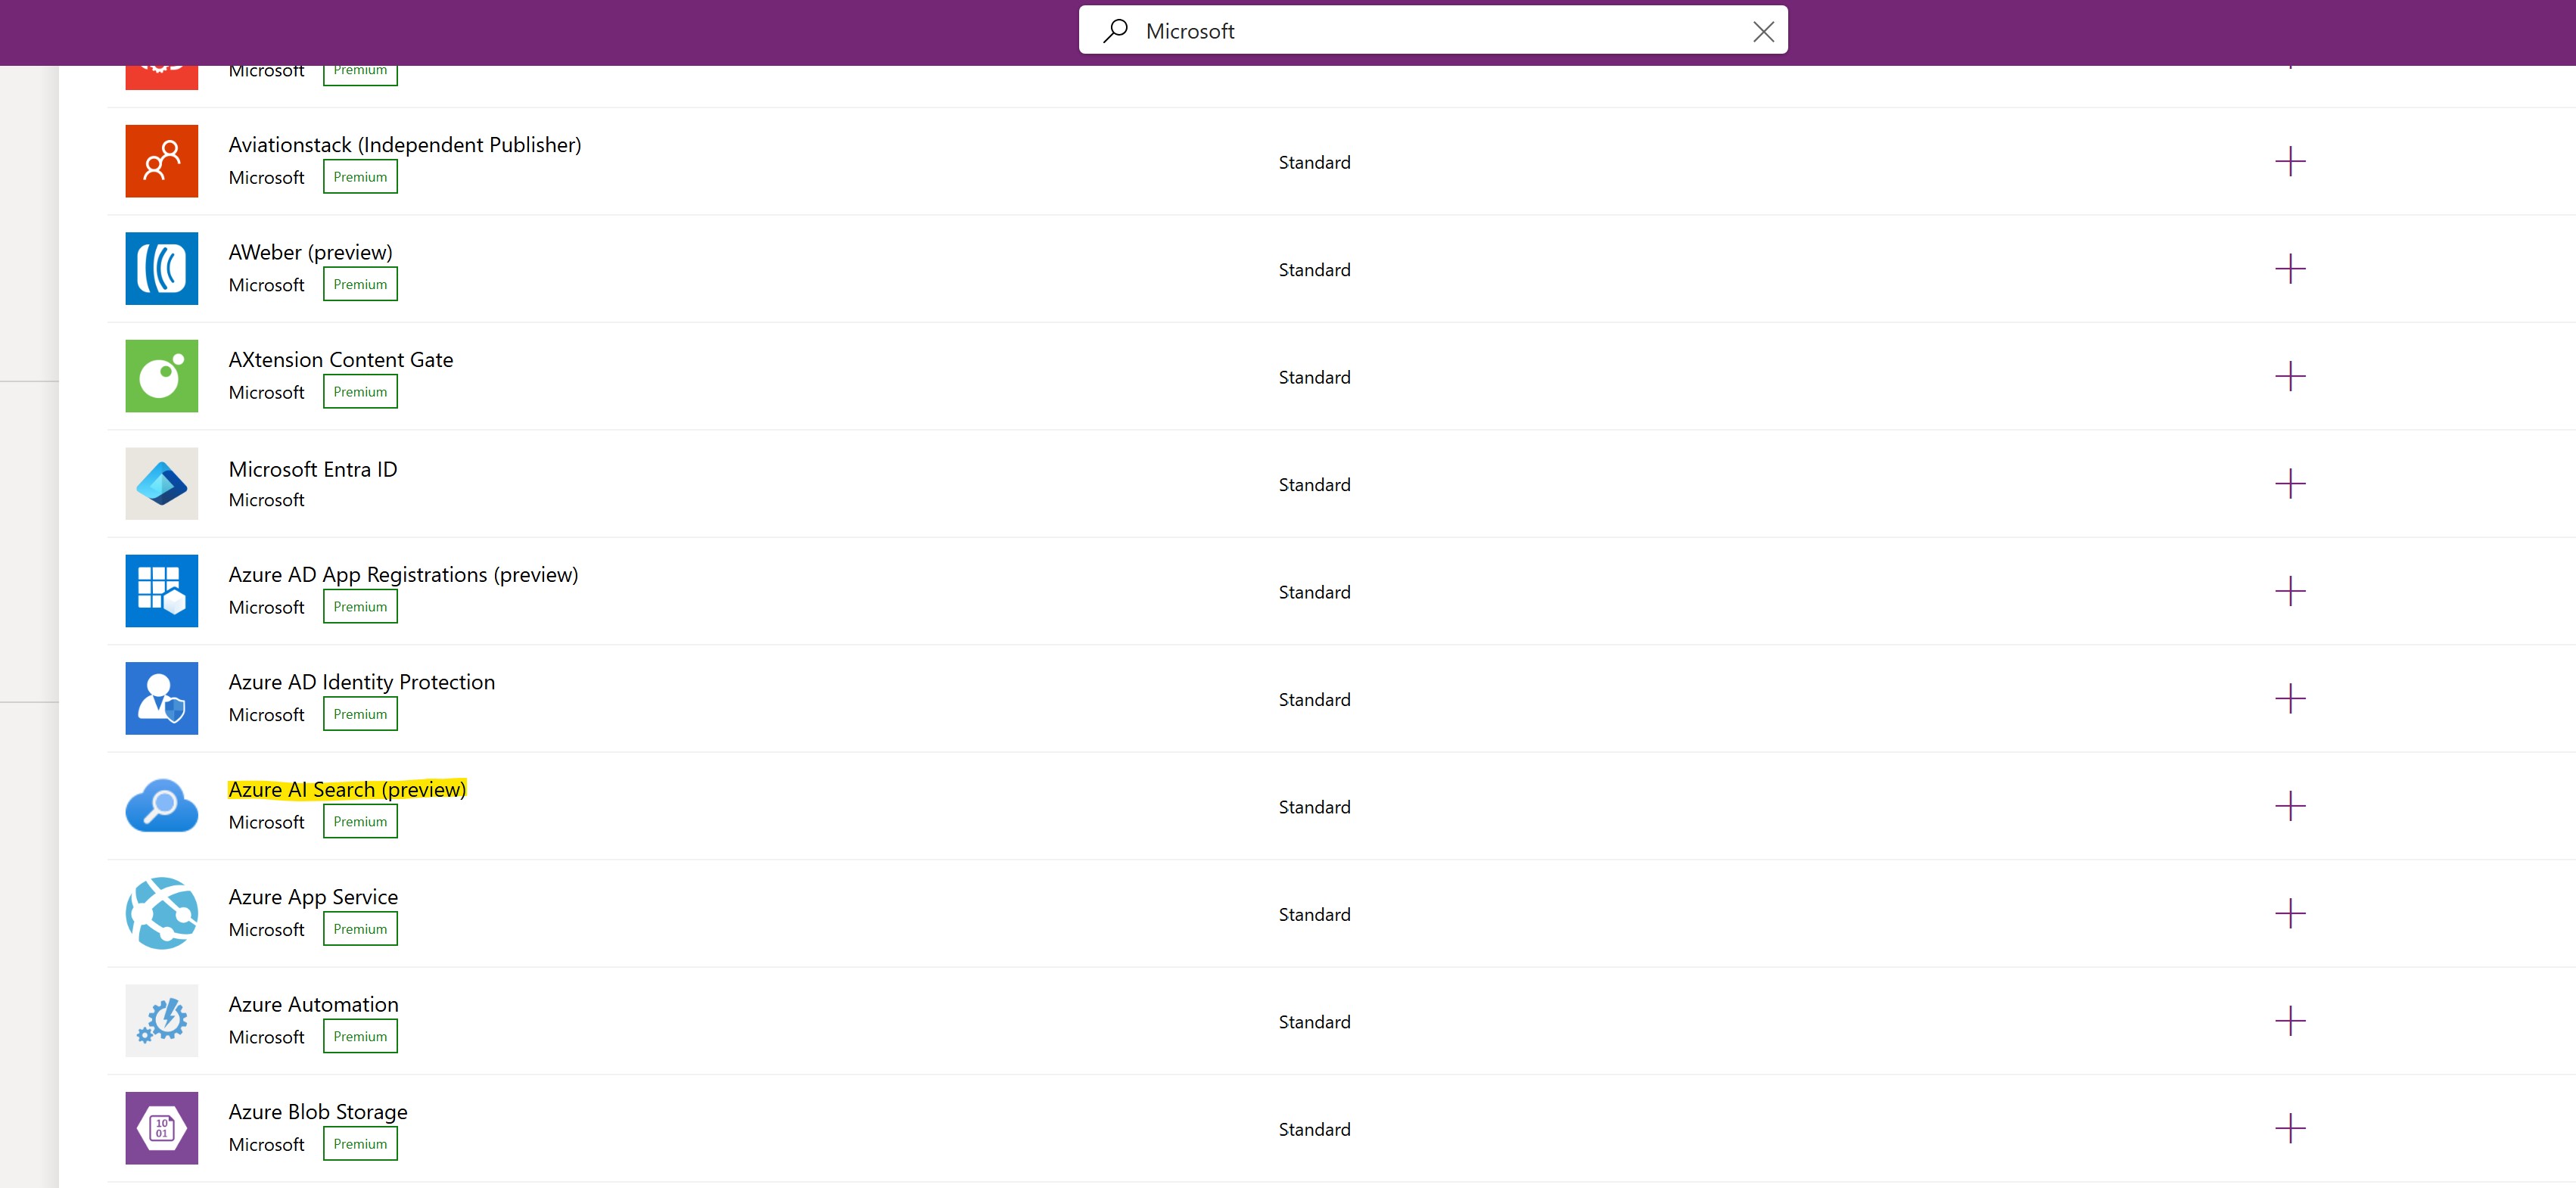 Microsoft
Microsoft Premium
Aviationstack (Independent Publisher)
Microsoft Premium
Standard
AWeber (preview)
Microsoft Premium
Standard
AXtension Content Gate
Microsoft Premium
Standard
Microsoft Entra ID
Microsoft
Standard
Azure AD App Registrations (preview)
Microsoft Premium
Standard
Azure AD Identity Protection
Microsoft Premium
Standard
Azure AI Search (preview)
Microsoft Premium
Standard
Azure App Service
Microsoft Premium
Standard
Azure Automation
Microsoft Premium
Standard
Azure Blob Storage
Microsoft Premium
Standard
10
01